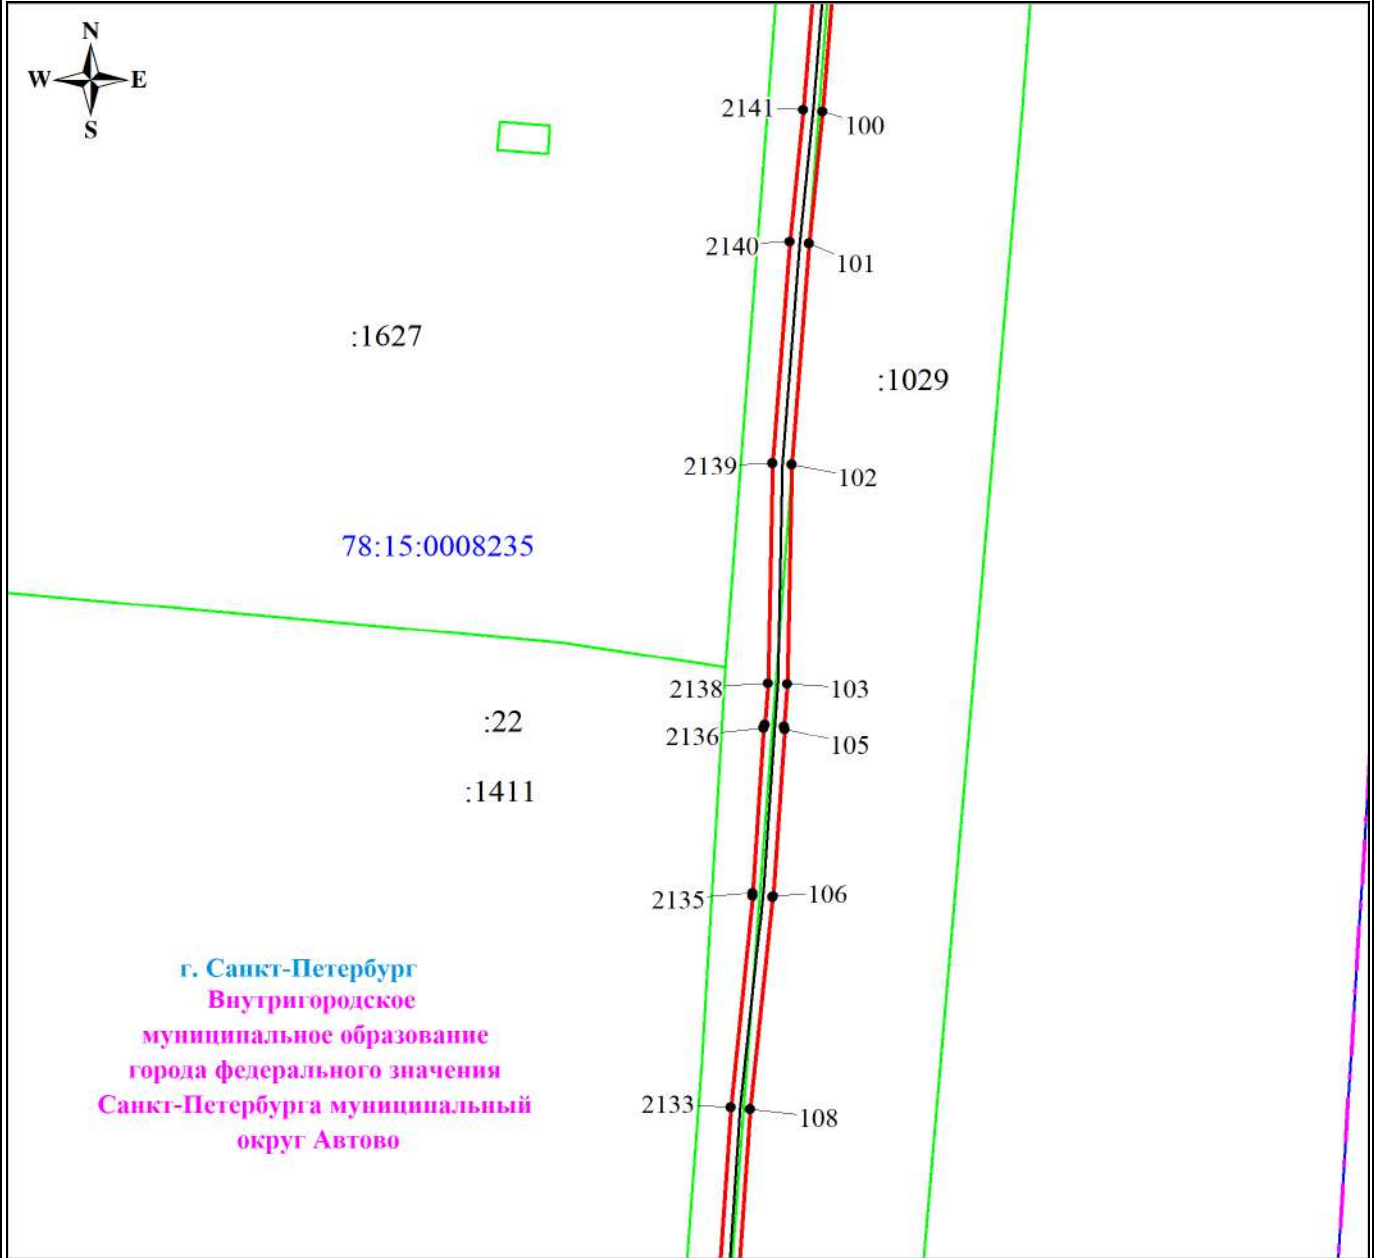 N
W E
S
2141
100
2140
101
:1627
:1029
2139
102
78:15:0008235
2138
103
:22
2136
105
:1411
2135
106
г. Санкт-Петербург
Внутригородское
муниципальное образование
города федерального значения
Санкт-Петербурга муниципальный
округ Автово
2133
108